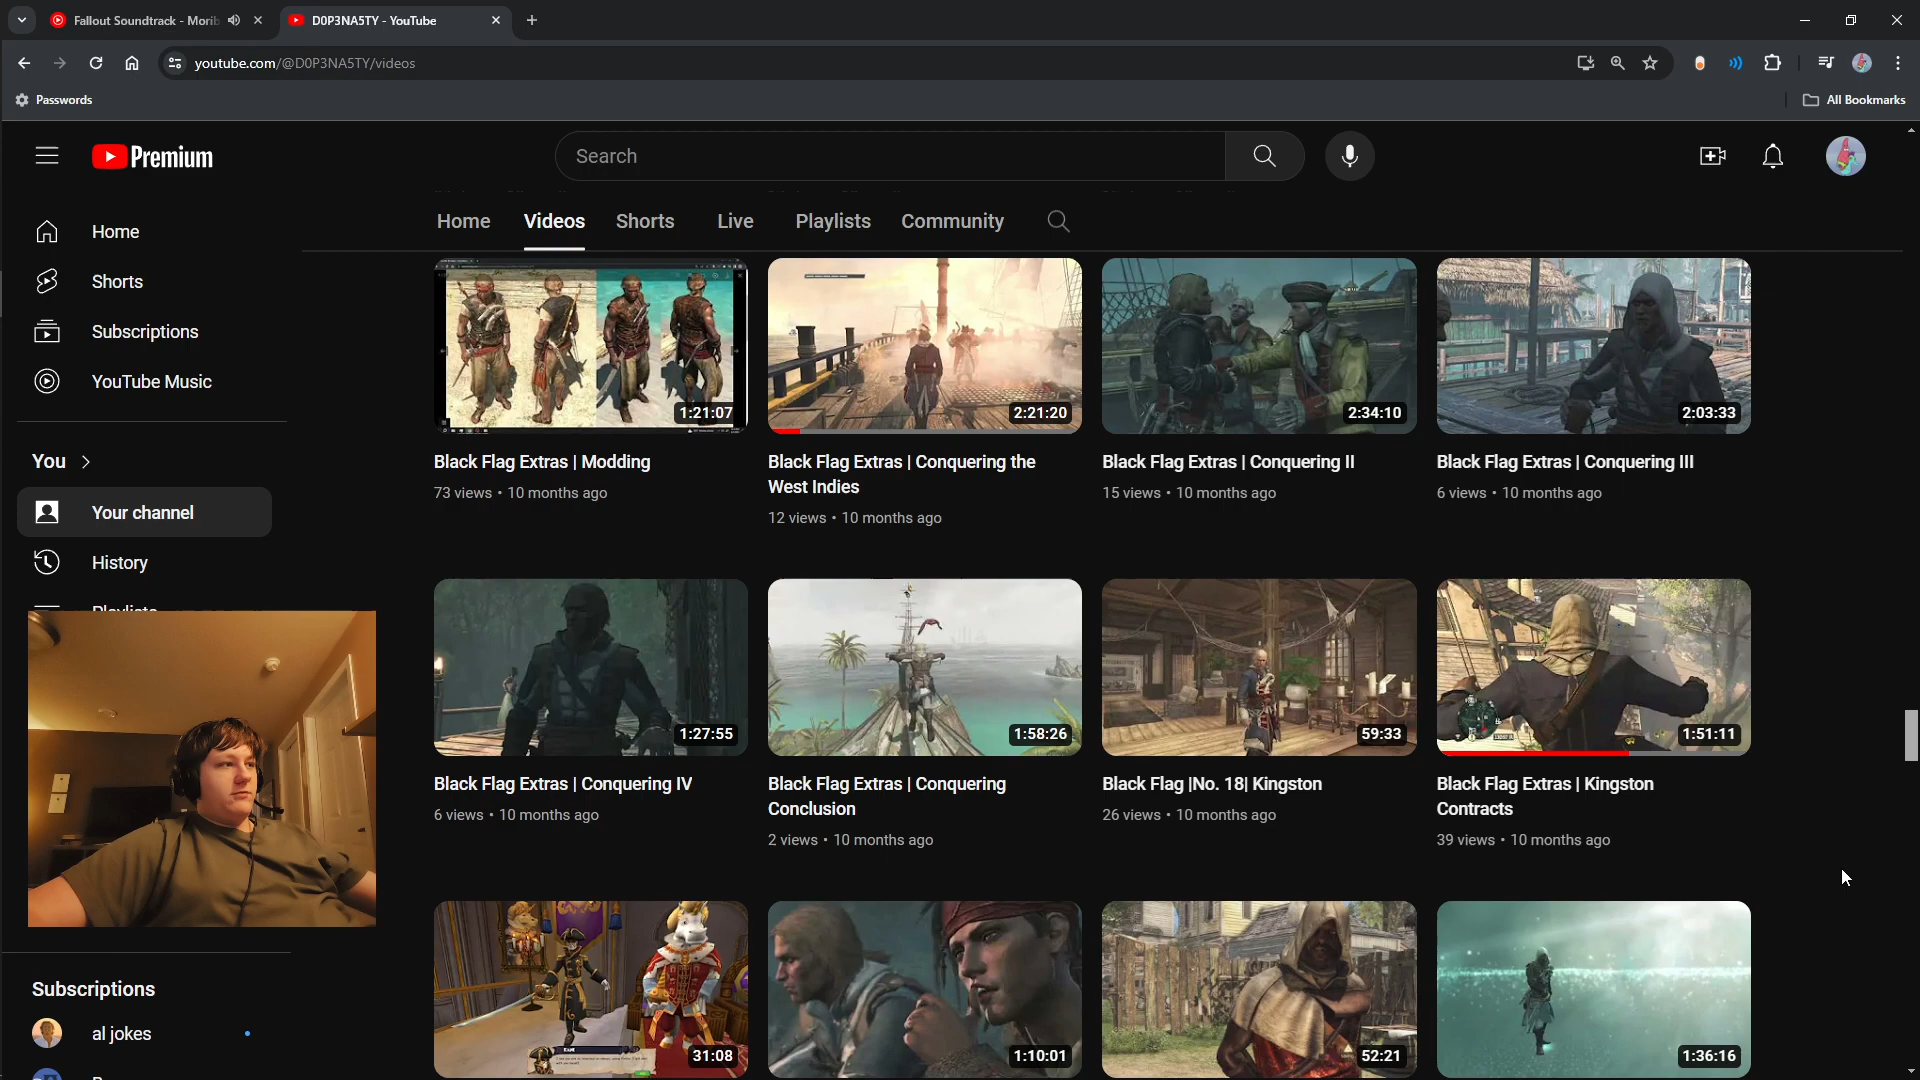 Fallout Soundtrack - Morib
D0P3NA5TY - YouTube
youtube.com/@D0P3NA5TY/videos
Passwords
All Bookmarks
Premium
Search
Home
Videos
Shorts
Live
Playlists
Community
Home
Shorts
Subscriptions
YouTube Music
You
Your channel
History
Playlists
Subscriptions
al jokes
1:21:07
2:21:20
2:34:10
2:03:33
Black Flag Extras | Modding
73 views • 10 months ago
Black Flag Extras | Conquering the
West Indies
12 views • 10 months ago
Black Flag Extras | Conquering II
15 views • 10 months ago
Black Flag Extras | Conquering III
6 views • 10 months ago
1:27:55
1:58:26
59:33
1:51:11
Black Flag Extras | Conquering IV
6 views • 10 months ago
Black Flag Extras | Conquering
Conclusion
2 views • 10 months ago
Black Flag |No. 18| Kingston
26 views • 10 months ago
Black Flag Extras | Kingston
Contracts
39 views • 10 months ago
31:08
1:10:01
52:21
1:36:16